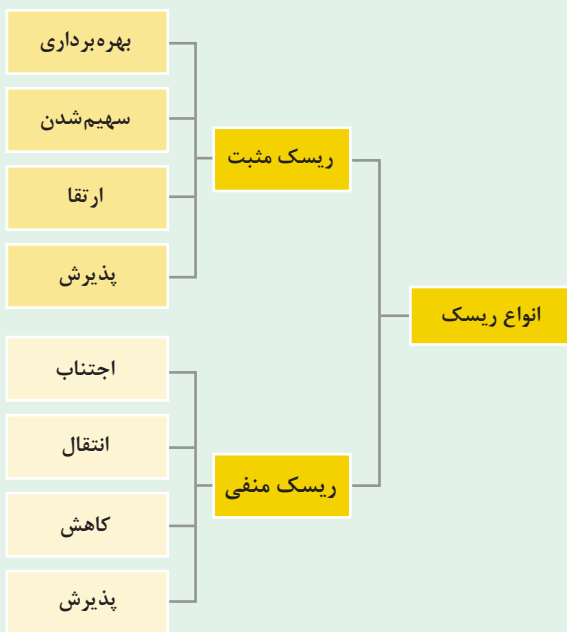 انواع ریسک
ریسک مثبت
بهره‌برداری
سهیم‌شدن
ارتقا
پذیرش
ریسک منفی
اجتناب
انتقال
کاهش
پذیرش